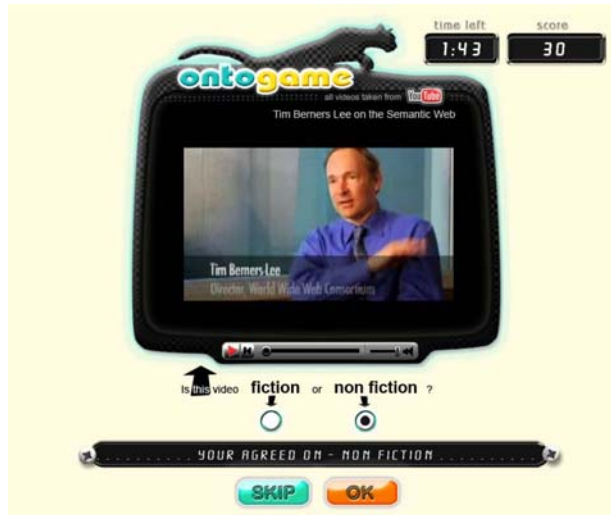 time left
score
1:43
30
ontogame
all videos taken from YouTube
Tim Berners Lee on the Semantic Web
Tim Berners-Lee
Director, World Wide Web Consortium
Is this video fiction or non fiction ?
YOUR AGREED ON - NON FICTION
SKIP
OK